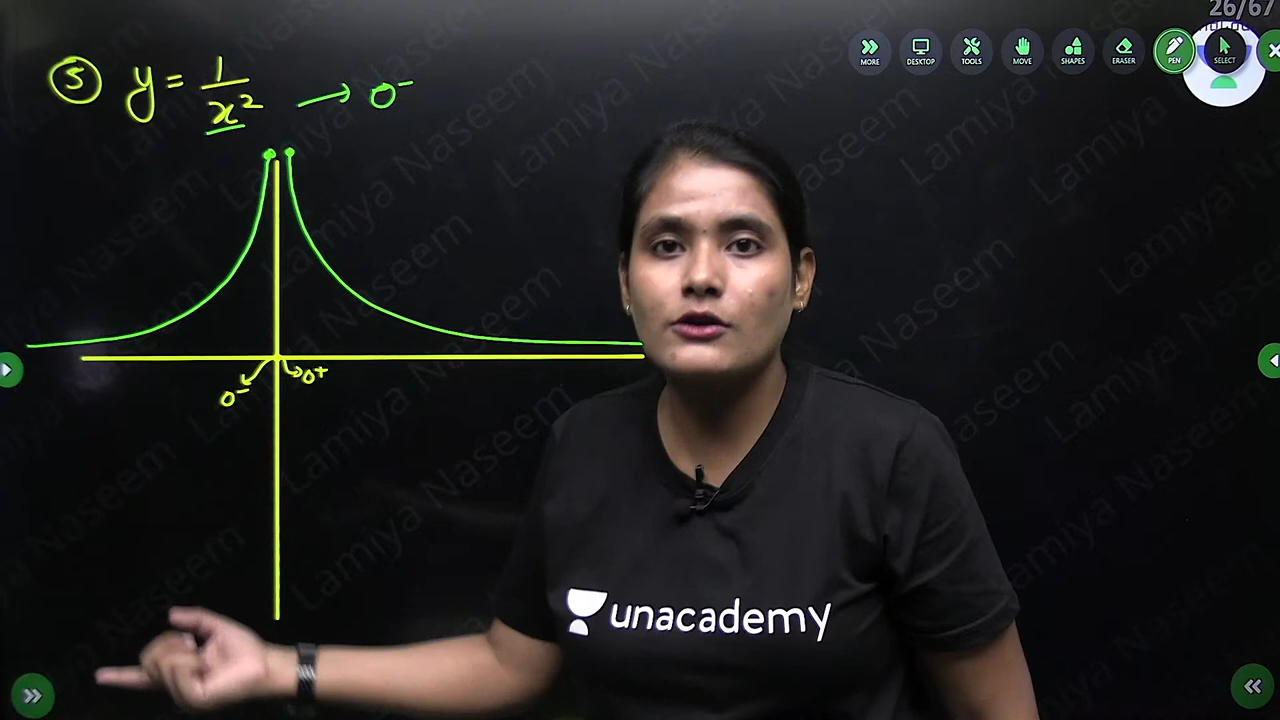 26/67
MORE DESKTOP TOOLS MOVE SHAPES ERASER PEN SELECT
⑤ y = 1/x² → 0⁻
0⁻ 0⁺
unacademy
Lamiya Naseem